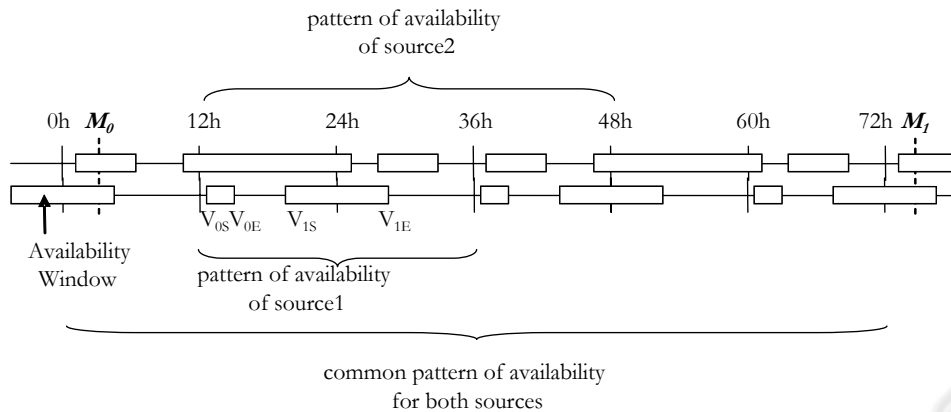 pattern of availability
of source2
0h M₀ 12h 24h 36h 48h 60h 72h M₁
V₀S V₀E V₁S V₁E
Availability
Window
pattern of availability
of source1
common pattern of availability
for both sources